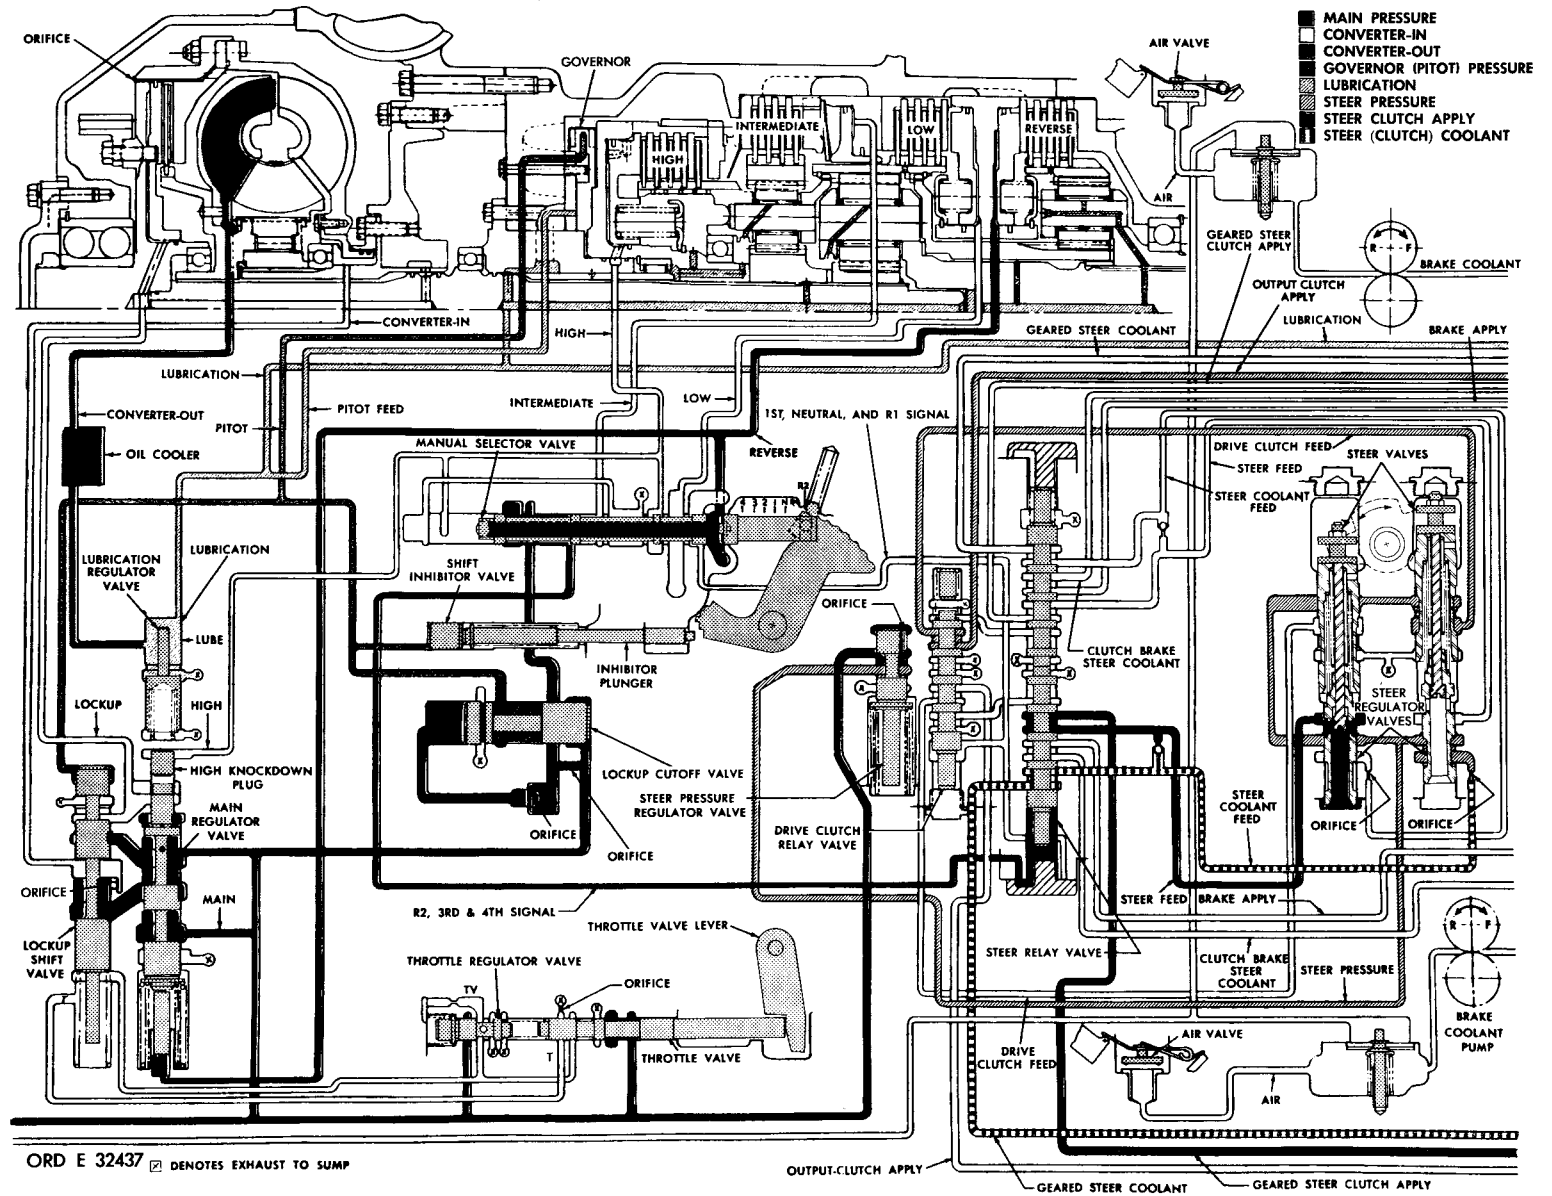 ORIFICE
GOVERNOR
AIR VALVE
MAIN PRESSURE
CONVERTER-IN
CONVERTER-OUT
GOVERNOR (PITOT) PRESSURE
LUBRICATION
STEER PRESSURE
STEER CLUTCH APPLY
STEER (CLUTCH) COOLANT
HIGH
INTERMEDIATE
LOW
REVERSE
AIR
GEARED STEER
CLUTCH APPLY
R F
BRAKE COOLANT
OUTPUT CLUTCH
APPLY
LUBRICATION
CONVERTER-IN
HIGH
GEARED STEER COOLANT
BRAKE APPLY
LUBRICATION
CONVERTER-OUT
PITOT FEED
PITOT
INTERMEDIATE
LOW
1ST, NEUTRAL, AND R1 SIGNAL
MANUAL SELECTOR VALVE
REVERSE
OIL COOLER
DRIVE CLUTCH FEED
STEER VALVES
STEER FEED
STEER COOLANT
FEED
R2
4 3 2 1 N R
LUBRICATION
REGULATOR
VALVE
LUBRICATION
SHIFT
INHIBITOR VALVE
ORIFICE
LUBE
INHIBITOR
PLUNGER
CLUTCH BRAKE
STEER COOLANT
STEER
REGULATOR
VALVES
LOCKUP
HIGH
HIGH KNOCKDOWN
PLUG
LOCKUP CUTOFF VALVE
STEER PRESSURE
REGULATOR VALVE
MAIN
REGULATOR
VALVE
ORIFICE
ORIFICE
DRIVE CLUTCH
RELAY VALVE
STEER
COOLANT
FEED
ORIFICE
ORIFICE
ORIFICE
MAIN
R2, 3RD & 4TH SIGNAL
STEER FEED
BRAKE APPLY
THROTTLE VALVE LEVER
R F
LOCKUP
SHIFT
VALVE
STEER RELAY VALVE
CLUTCH BRAKE
STEER
COOLANT
STEER PRESSURE
THROTTLE REGULATOR VALVE
ORIFICE
TV
T
THROTTLE VALVE
DRIVE
CLUTCH FEED
AIR VALVE
BRAKE
COOLANT
PUMP
AIR
ORD E 32437
X DENOTES EXHAUST TO SUMP
OUTPUT-CLUTCH APPLY
GEARED STEER COOLANT
GEARED STEER CLUTCH APPLY